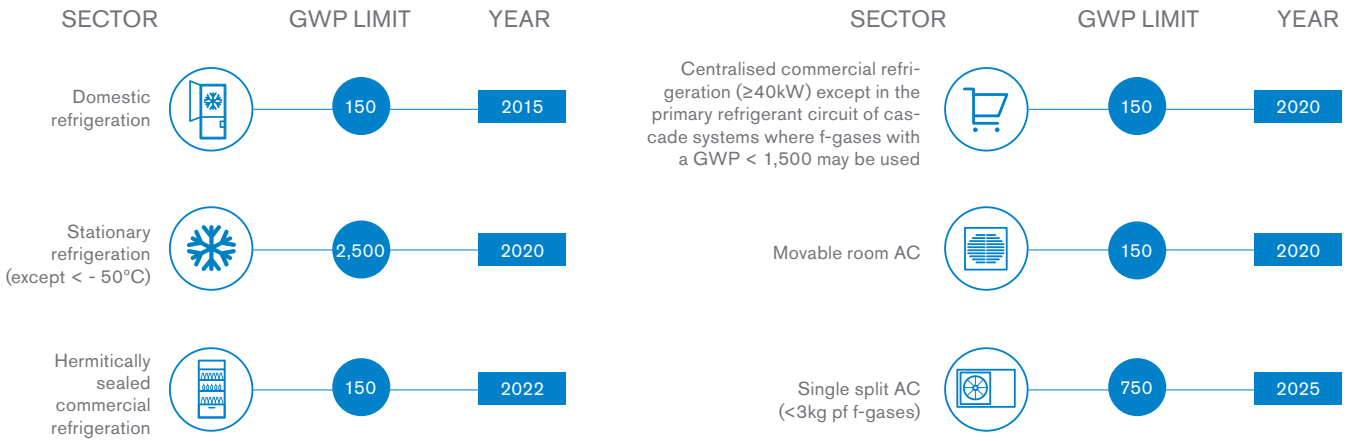 SECTOR GWP LIMIT YEAR
Domestic
refrigeration
150 2015
Stationary
refrigeration
(except < - 50°C)
2,500 2020
Hermitically
sealed
commercial
refrigeration
150 2022
SECTOR GWP LIMIT YEAR
Centralised commercial refri-
geration (≥40kW) except in the
primary refrigerant circuit of cas-
cade systems where f-gases with
a GWP < 1,500 may be used
150 2020
Movable room AC 150 2020
Single split AC
(<3kg pf f-gases)
750 2025